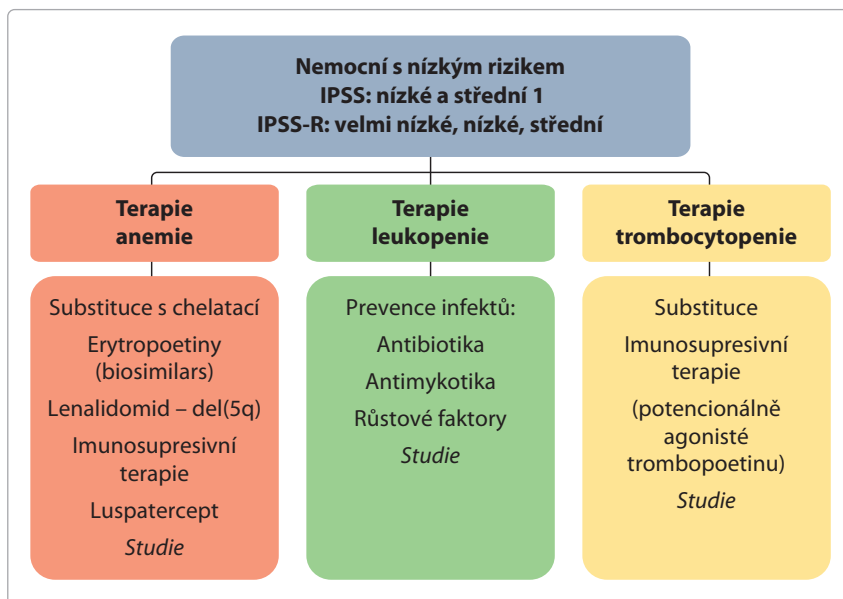 Nemocní s nízkým rizikem
IPSS: nízké a střední 1
IPSS-R: velmi nízké, nízké, střední
Terapie
anemie
Substituce s chelatací
Erytropoetiny
(biosimilars)
Lenalidomid – del(5q)
Imunosupresivní
terapie
Luspatercept
Studie
Terapie
leukopenie
Prevence infektů:
Antibiotika
Antimykotika
Růstové faktory
Studie
Terapie
trombocytopenie
Substituce
Imunosupresivní
terapie
(potencionálně
agonisté
trombopoetinu)
Studie